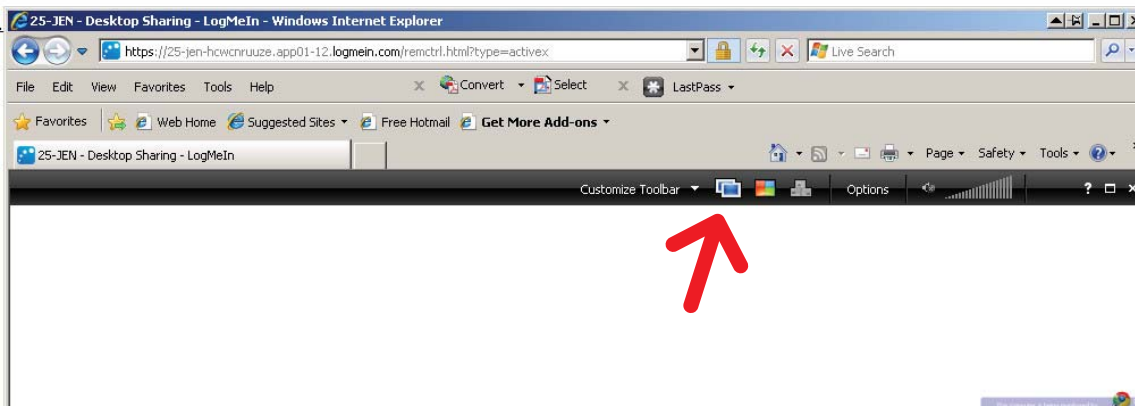 25-JEN - Desktop Sharing - LogMeIn - Windows Internet Explorer
https://25-jen-hcwcnruuze.app01-12.logmein.com/remctrl.html?type=activex
Live Search
File Edit View Favorites Tools Help x Convert Select x LastPass
Favorites Web Home Suggested Sites Free Hotmail Get More Add-ons
25-JEN - Desktop Sharing - LogMeIn
Page Safety Tools
Customize Toolbar Options ?